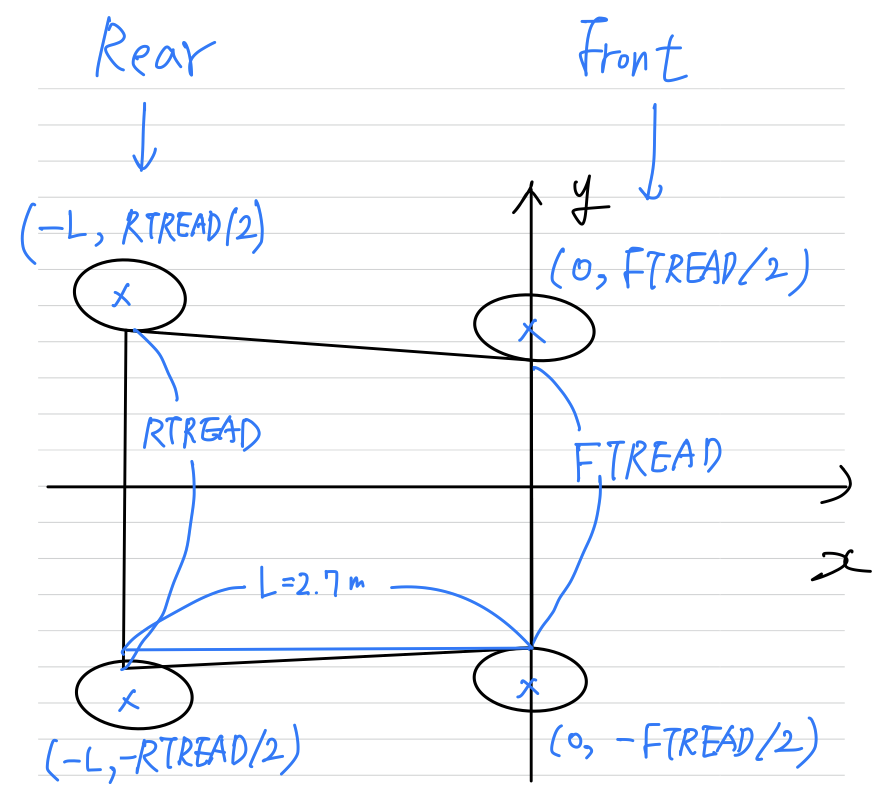 Rear
Front
y
(-L, RTREAD/2)
(0, FTREAD/2)
x
x
RTREAD
FTREAD
x
L=2.7m
x
x
(-L,-RTREAD/2)
(0, -FTREAD/2)